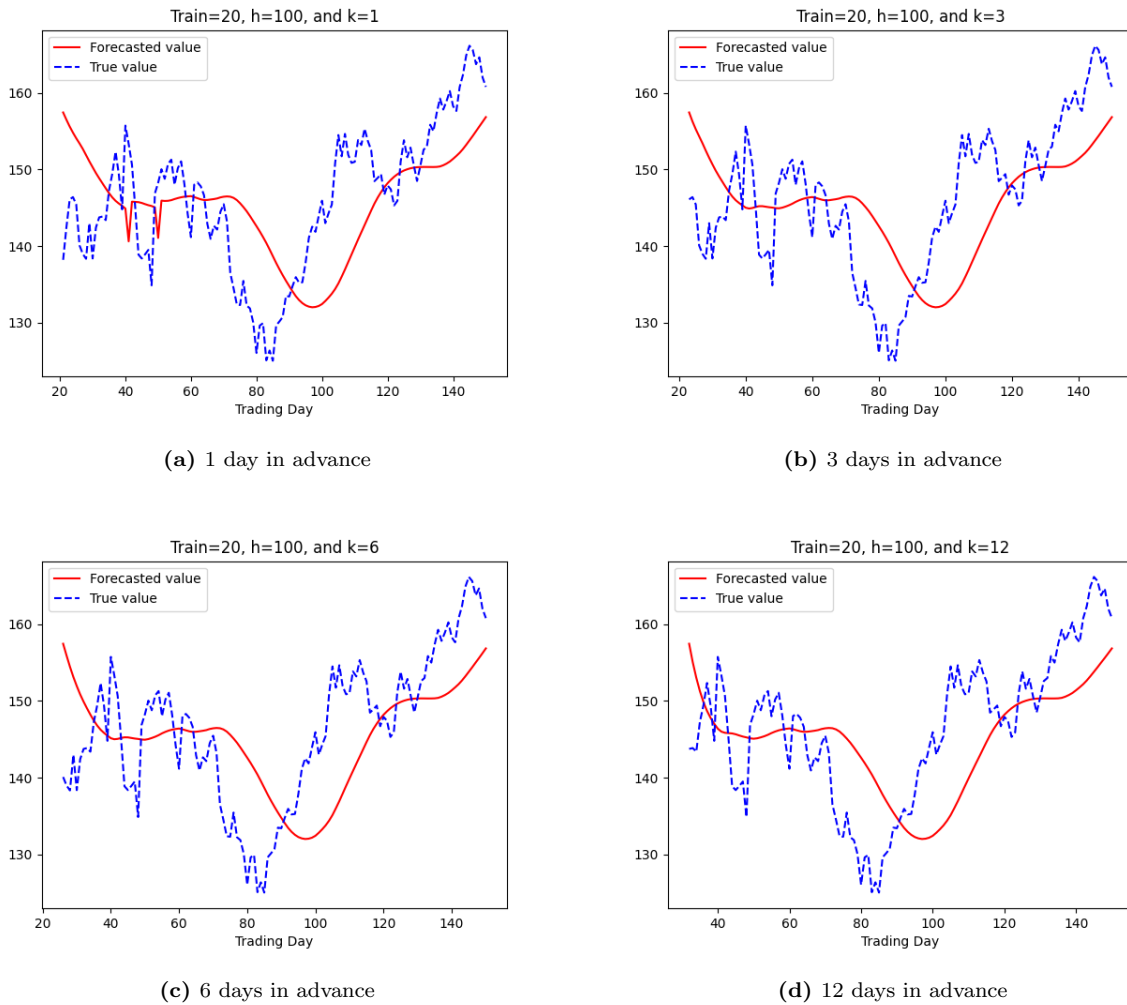 Train=20, h=100, and k=1
Forecasted value
True value
160
150
140
130
20 40 60 80 100 120 140
Trading Day
(a) 1 day in advance
Train=20, h=100, and k=3
Forecasted value
True value
160
150
140
130
20 40 60 80 100 120 140
Trading Day
(b) 3 days in advance
Train=20, h=100, and k=6
Forecasted value
True value
160
150
140
130
20 40 60 80 100 120 140
Trading Day
(c) 6 days in advance
Train=20, h=100, and k=12
Forecasted value
True value
160
150
140
130
40 60 80 100 120 140
Trading Day
(d) 12 days in advance